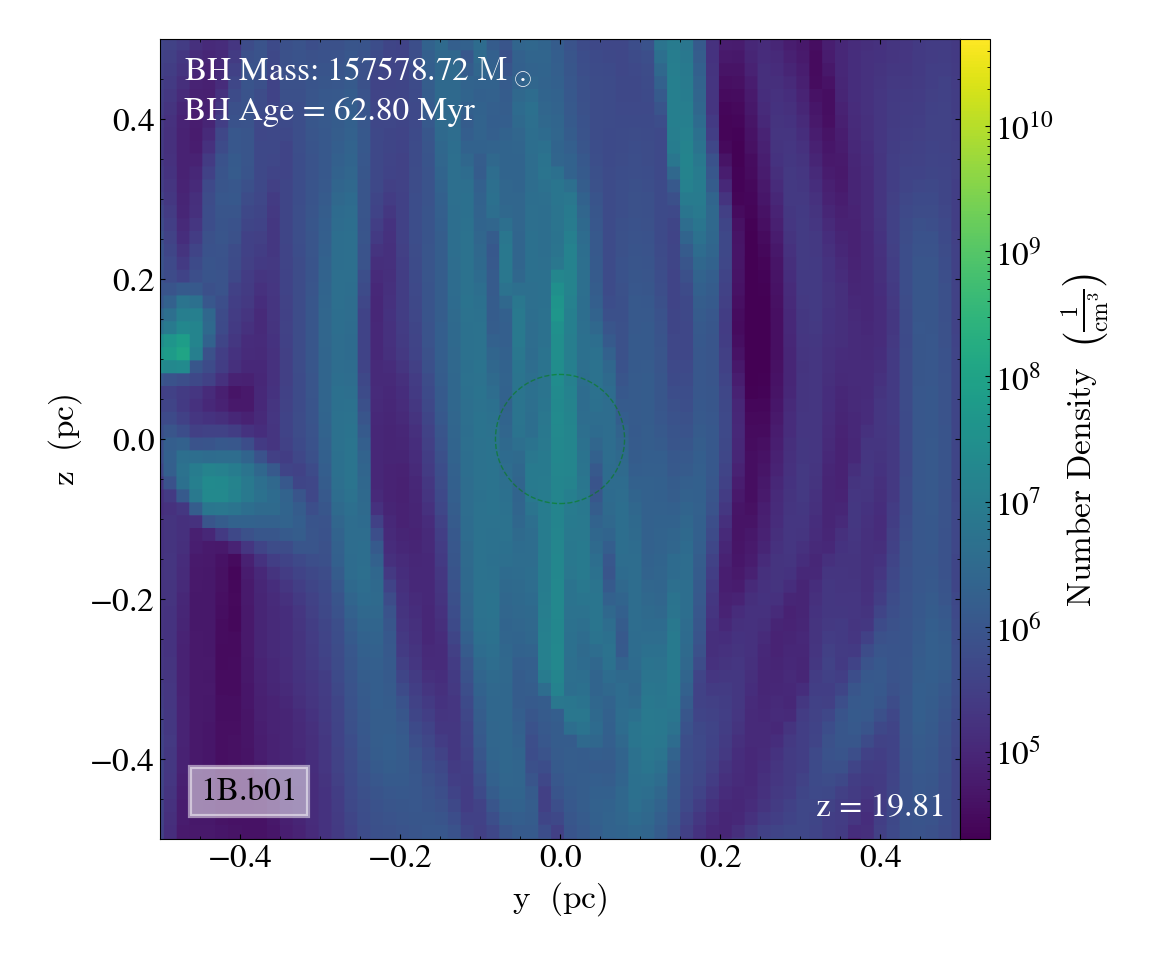 BH Mass: 157578.72 M⊙
BH Age = 62.80 Myr
1B.b01
z = 19.81
0.4
0.2
0.0
−0.2
−0.4
z (pc)
−0.4 −0.2 0.0 0.2 0.4
y (pc)
10^10
10^9
10^8
10^7
10^6
10^5
Number Density (1/cm^3)